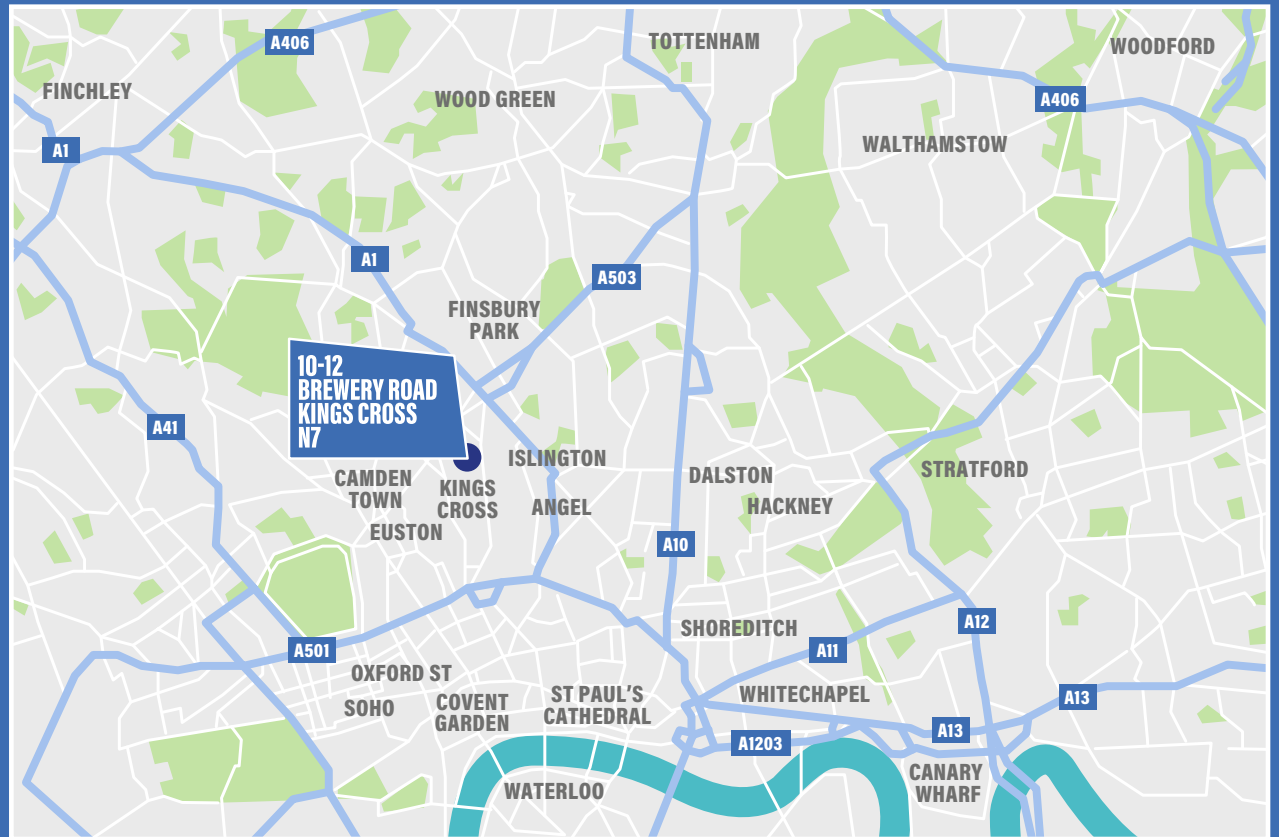 A406
TOTTENHAM
WOODFORD
FINCHLEY
WOOD GREEN
A406
A1
WALTHAMSTOW
A1
A503
FINSBURY
PARK
10-12
BREWERY ROAD
KINGS CROSS
N7
A41
ISLINGTON
CAMDEN
TOWN
KINGS
CROSS
DALSTON
STRATFORD
ANGEL
HACKNEY
EUSTON
A10
SHOREDITCH
A12
A501
A11
OXFORD ST
SOHO
COVENT
GARDEN
ST PAUL'S
CATHEDRAL
WHITECHAPEL
A13
A13
A1203
CANARY
WHARF
WATERLOO